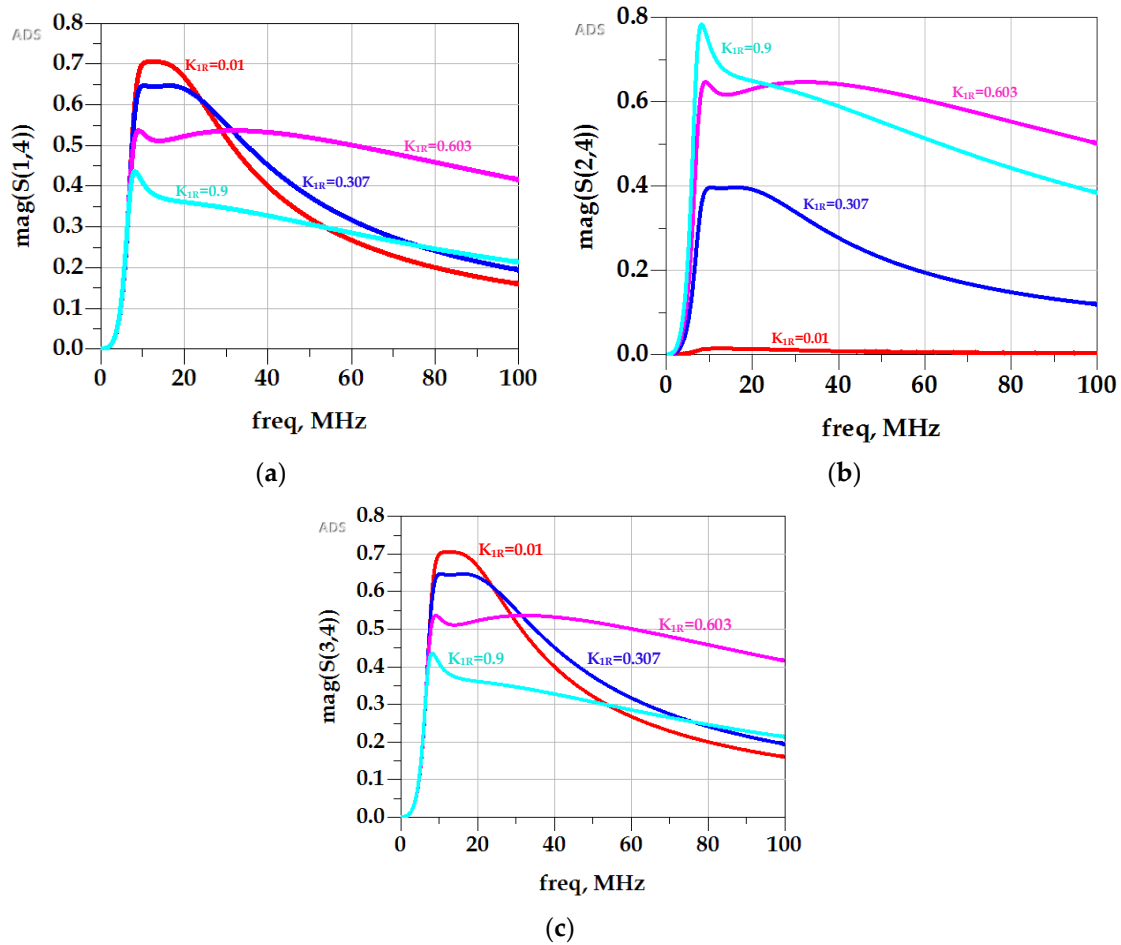 ADS
mag(S(1,4))
0.8
0.7
0.6
0.5
0.4
0.3
0.2
0.1
0.0
K1R=0.01
K1R=0.603
K1R=0.307
K1R=0.9
0 20 40 60 80 100
freq, MHz
(a)
ADS
mag(S(2,4))
0.8
0.6
0.4
0.2
0.0
K1R=0.9
K1R=0.603
K1R=0.307
K1R=0.01
0 20 40 60 80 100
freq, MHz
(b)
ADS
mag(S(3,4))
0.8
0.7
0.6
0.5
0.4
0.3
0.2
0.1
0.0
K1R=0.01
K1R=0.603
K1R=0.9
K1R=0.307
0 20 40 60 80 100
freq, MHz
(c)